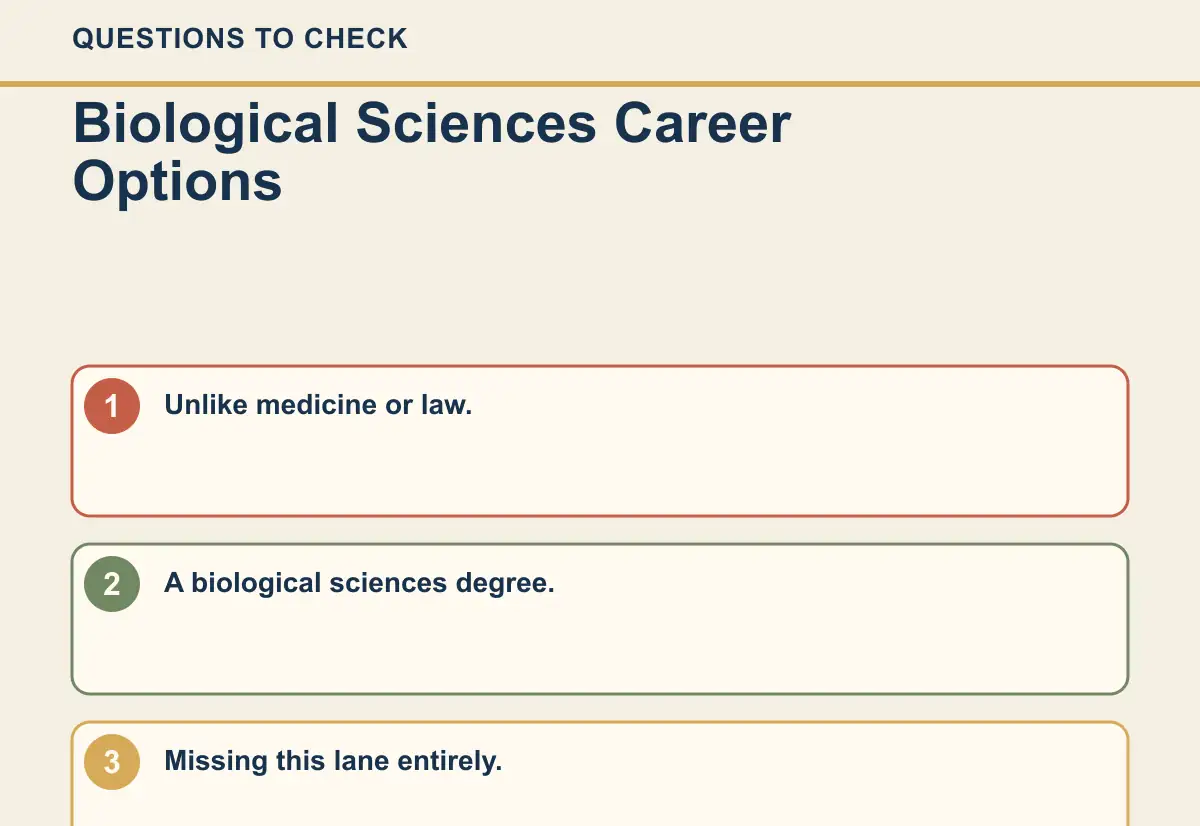 QUESTIONS TO CHECK
Biological Sciences Career
Options
1
Unlike medicine or law.
2
A biological sciences degree.
3
Missing this lane entirely.